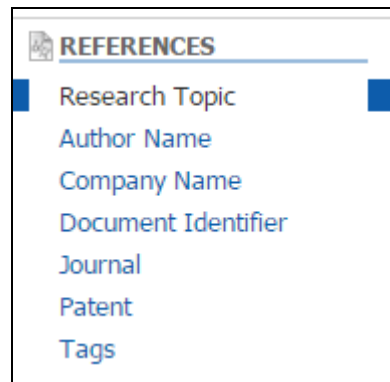 REFERENCES
Research Topic
Author Name
Company Name
Document Identifier
Journal
Patent
Tags